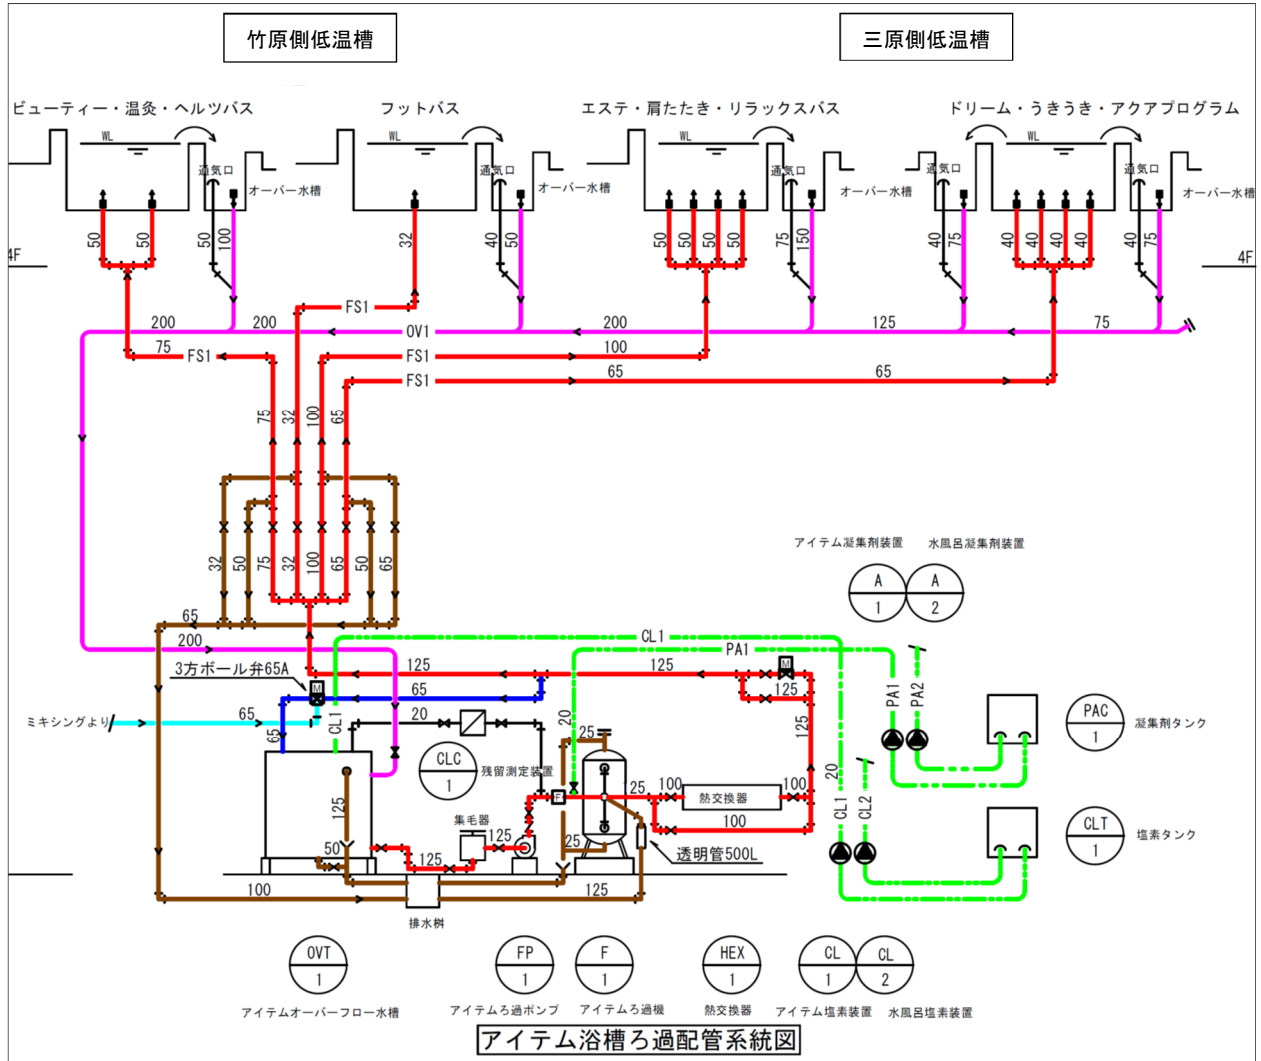 竹原側低温槽
三原側低温槽
ビューティー・温灸・ヘルツバス
フットバス
エステ・肩たたき・リラックスバス
ドリーム・うきうき・アクアプログラム
WL
WL
WL
WL
通気口
通気口
通気口
通気口
通気口
オーバー水槽
オーバー水槽
オーバー水槽
オーバー水槽
50
50
50
100
32
40
50
50
50
50
50
75
150
40
75
40
40
40
40
40
75
4F
4F
FS1
200
200
OV1
200
125
75
75
FS1
FS1
100
FS1
65
65
75
32
100
65
32
50
75
32
100
65
50
65
アイテム凝集剤装置
水風呂凝集剤装置
A
1
A
2
65
200
CL1
PA1
3方ボール弁65A
M
125
125
M
65
125
PA1
PA2
ミキシングより
65
65
CL1
20
20
125
PAC
1
凝集剤タンク
25
CLC
1
残留測定装置
20
125
F
25
100
熱交換器
100
CL1
CL2
集毛器
125
100
CLT
1
塩素タンク
50
125
透明管500L
100
125
排水桝
OVT
1
FP
1
F
1
HEX
1
CL
1
CL
2
アイテムオーバーフロー水槽
アイテムろ過ポンプ
アイテムろ過機
熱交換器
アイテム塩素装置
水風呂塩素装置
アイテム浴槽ろ過配管系統図